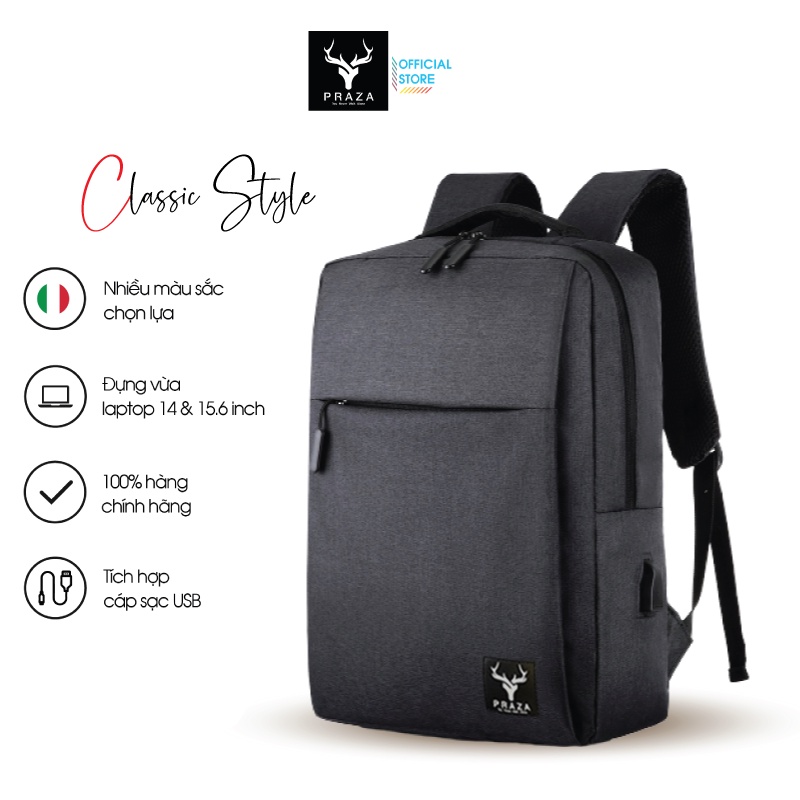 PRAZA
OFFICIAL
STORE
Classic Style
Nhiều màu sắc
chọn lựa
Đựng vừa
laptop 14 & 15.6 inch
100% hàng
chính hãng
Tích hợp
cáp sạc USB
PRAZA